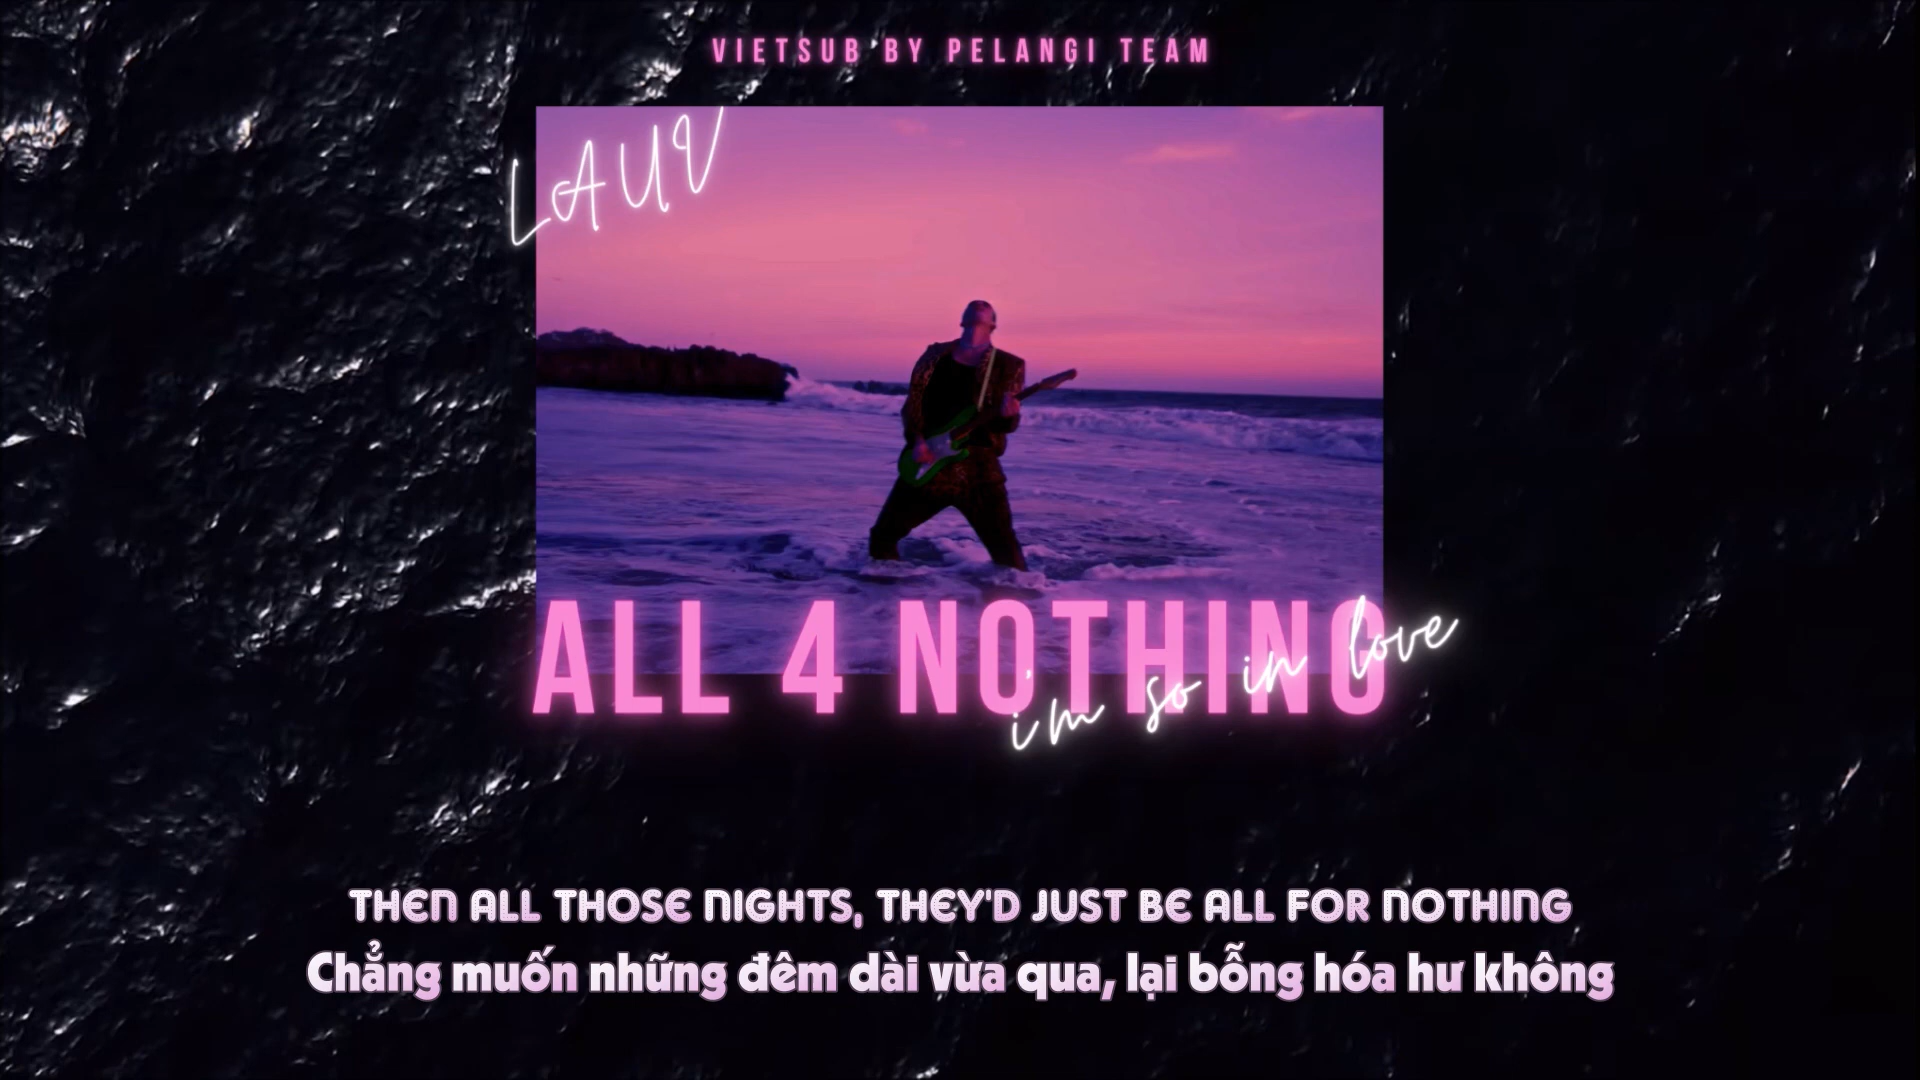 VIETSUB BY PELANGI TEAM
LAUV
ALL 4 NOTHING
i'm so in love
THEN ALL THOSE NIGHTS, THEY'D JUST BE ALL FOR NOTHING
Chẳng muốn những đêm dài vừa qua, lại bỗng hóa hư không